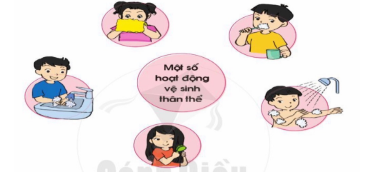 Một số
hoạt động
vệ sinh
thân thể